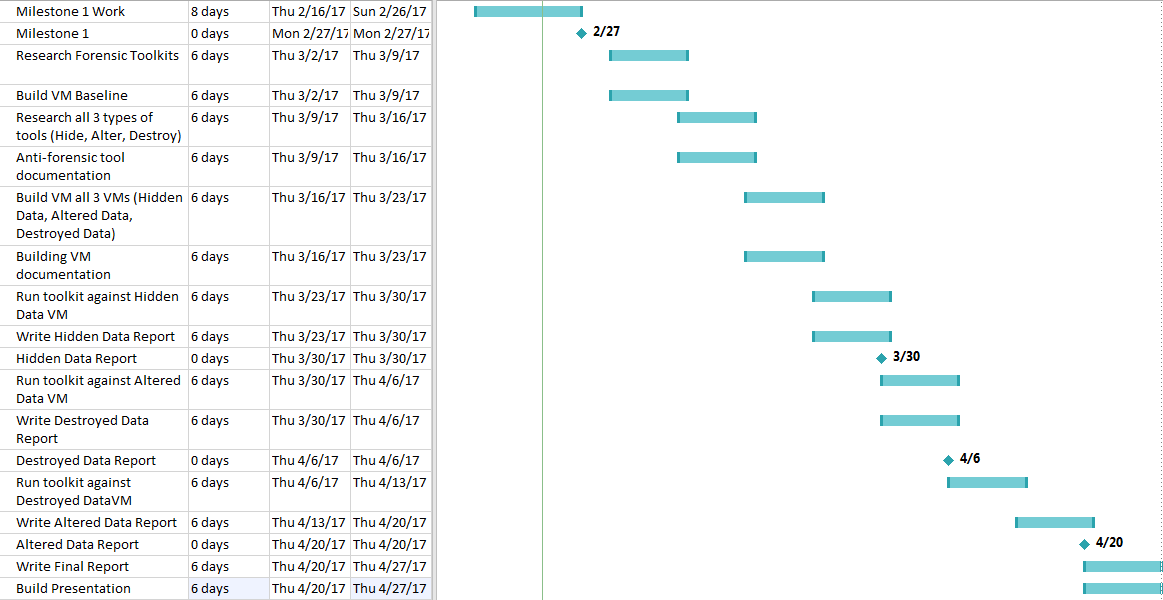 Milestone 1 Work 8 days Thu 2/16/17 Sun 2/26/17
Milestone 1 0 days Mon 2/27/17 Mon 2/27/17 2/27
Research Forensic Toolkits 6 days Thu 3/2/17 Thu 3/9/17
Build VM Baseline 6 days Thu 3/2/17 Thu 3/9/17
Research all 3 types of 6 days Thu 3/9/17 Thu 3/16/17
tools (Hide, Alter, Destroy)
Anti-forensic tool 6 days Thu 3/9/17 Thu 3/16/17
documentation
Build VM all 3 VMs (Hidden 6 days Thu 3/16/17 Thu 3/23/17
Data, Altered Data,
Destroyed Data)
Building VM 6 days Thu 3/16/17 Thu 3/23/17
documentation
Run toolkit against Hidden 6 days Thu 3/23/17 Thu 3/30/17
Data VM
Write Hidden Data Report 6 days Thu 3/23/17 Thu 3/30/17
Hidden Data Report 0 days Thu 3/30/17 Thu 3/30/17 3/30
Run toolkit against Altered 6 days Thu 3/30/17 Thu 4/6/17
Data VM
Write Destroyed Data 6 days Thu 3/30/17 Thu 4/6/17
Report
Destroyed Data Report 0 days Thu 4/6/17 Thu 4/6/17 4/6
Run toolkit against 6 days Thu 4/6/17 Thu 4/13/17
Destroyed DataVM
Write Altered Data Report 6 days Thu 4/13/17 Thu 4/20/17
Altered Data Report 0 days Thu 4/20/17 Thu 4/20/17 4/20
Write Final Report 6 days Thu 4/20/17 Thu 4/27/17
Build Presentation 6 days Thu 4/20/17 Thu 4/27/17